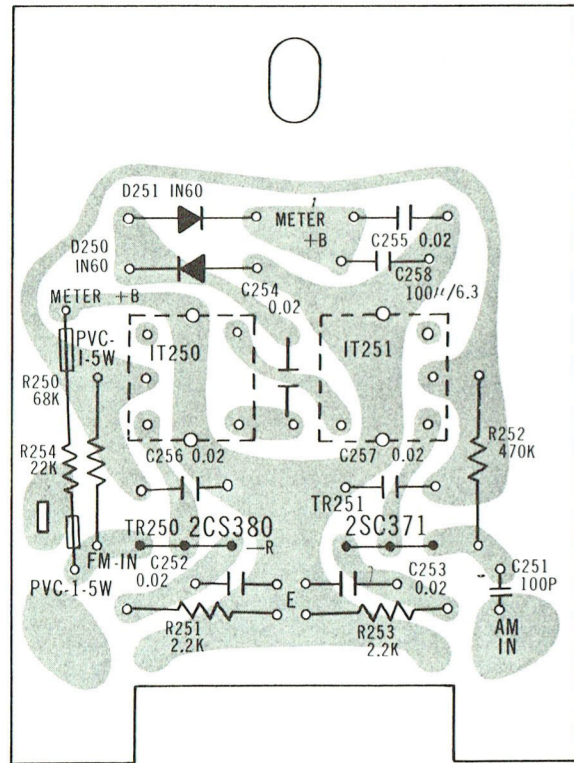 D251 IN60
METER
+B
C255 0.02
D250
IN60
C258
100μ/6.3
C254
0.02
METER +B
PVC-
1-5W
IT250
IT251
R250
68K
R254
22K
R252
470K
C256 0.02
C257 0.02
TR251
TR250 2CS380 -R
2SC371
FM-IN
C252
0.02
C253
0.02
C251
100P
PVC-1-5W
E
R251
2.2K
R253
2.2K
AM
IN